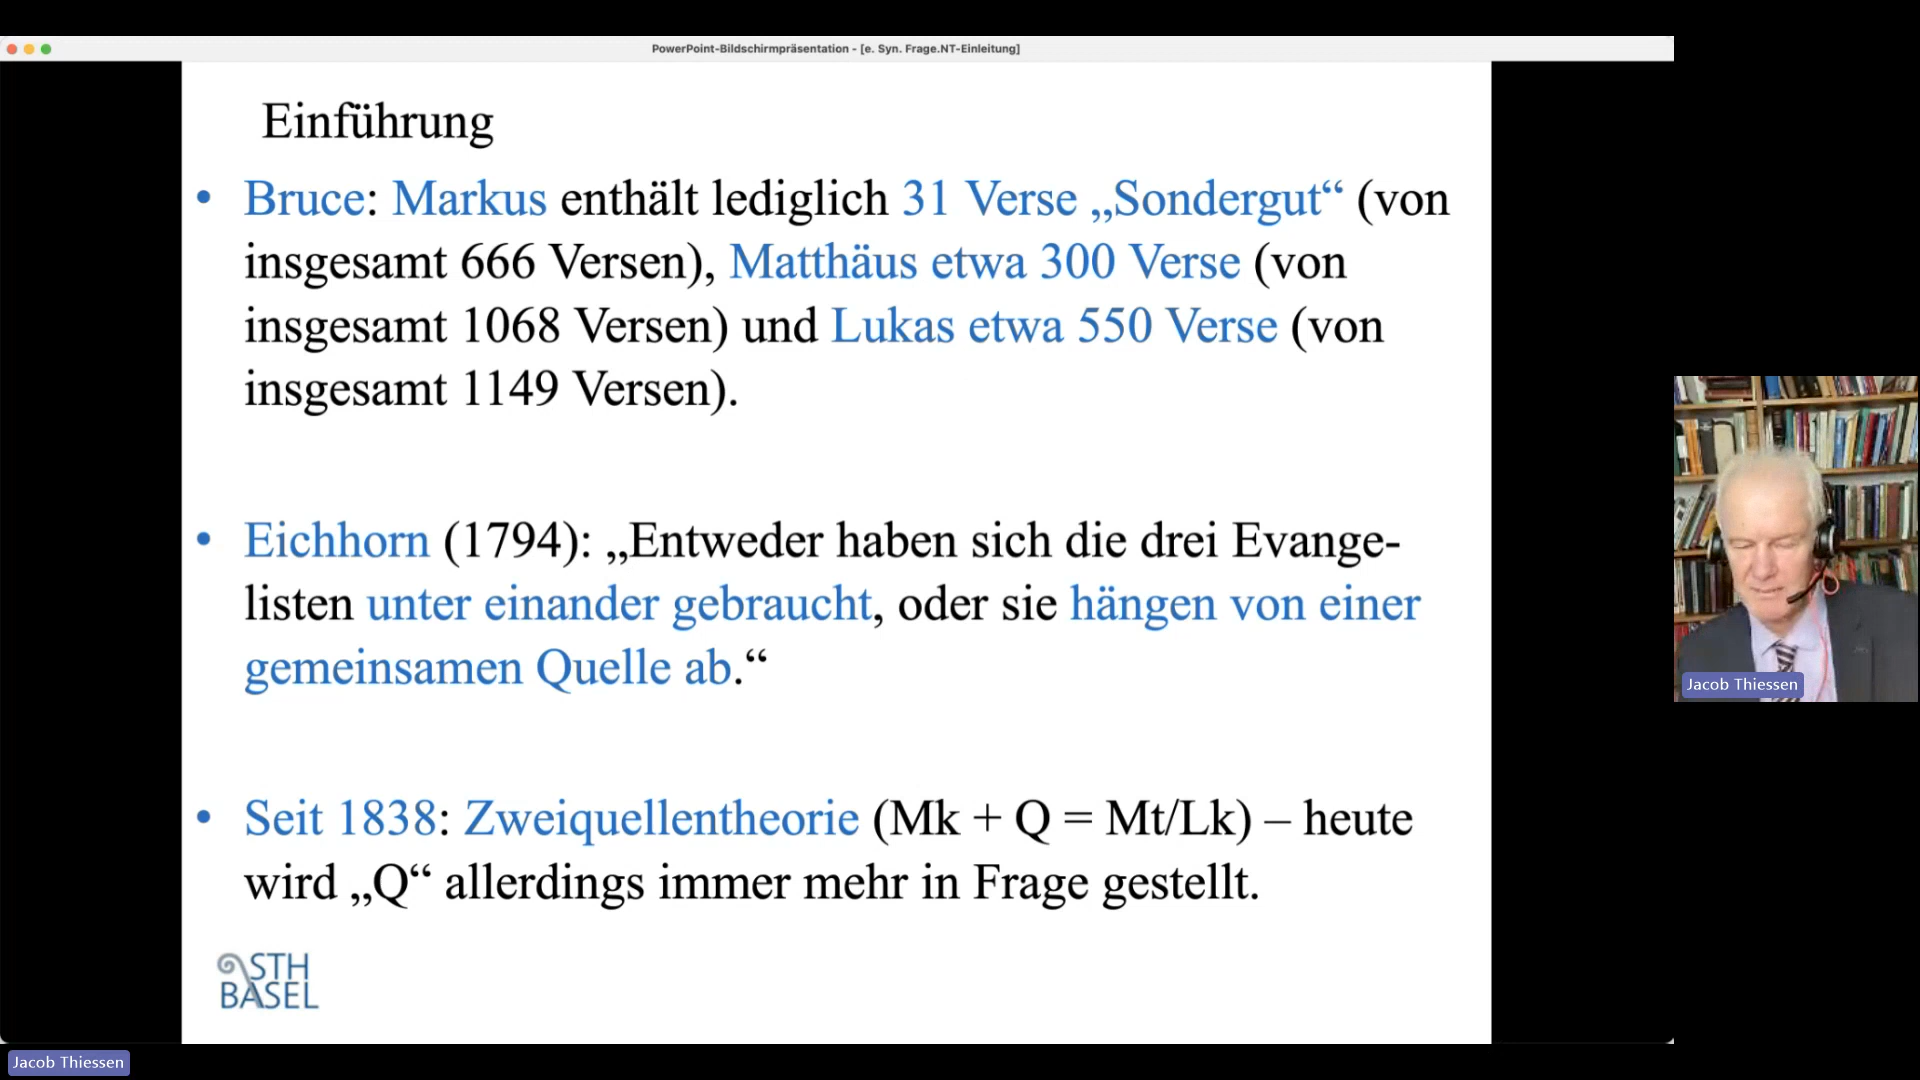 PowerPoint-Bildschirmpräsentation - [e. Syn. Frage.NT-Einleitung]
Einführung
• Bruce: Markus enthält lediglich 31 Verse „Sondergut“ (von
insgesamt 666 Versen), Matthäus etwa 300 Verse (von
insgesamt 1068 Versen) und Lukas etwa 550 Verse (von
insgesamt 1149 Versen).
• Eichhorn (1794): „Entweder haben sich die drei Evange-
listen unter einander gebraucht, oder sie hängen von einer
gemeinsamen Quelle ab.“
• Seit 1838: Zweiquellentheorie (Mk + Q = Mt/Lk) – heute
wird „Q“ allerdings immer mehr in Frage gestellt.
STH
BASEL
Jacob Thiessen
Jacob Thiessen